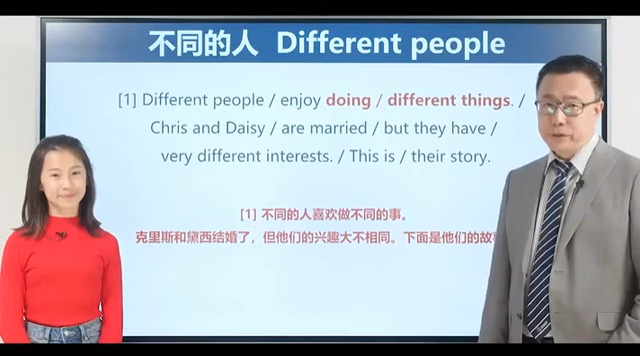 不同的人 Different people
[1] Different people / enjoy doing / different things. /
Chris and Daisy / are married / but they have /
very different interests. / This is / their story.
[1] 不同的人喜欢做不同的事。
克里斯和黛西结婚了，但他们的兴趣大不相同。下面是他们的故